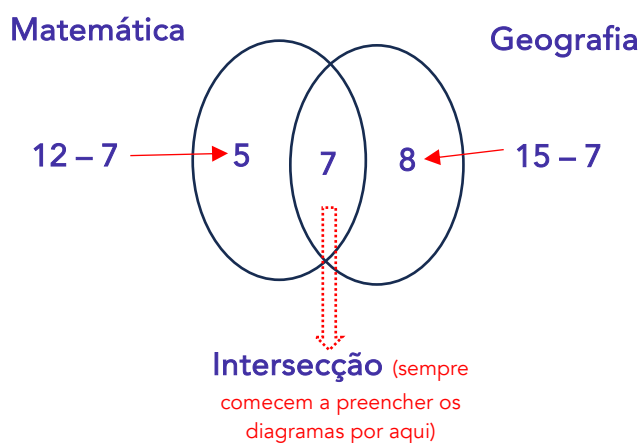 Matemática
Geografia
12 – 7
5
7
8
15 – 7
Intersecção (sempre
comecem a preencher os
diagramas por aqui)